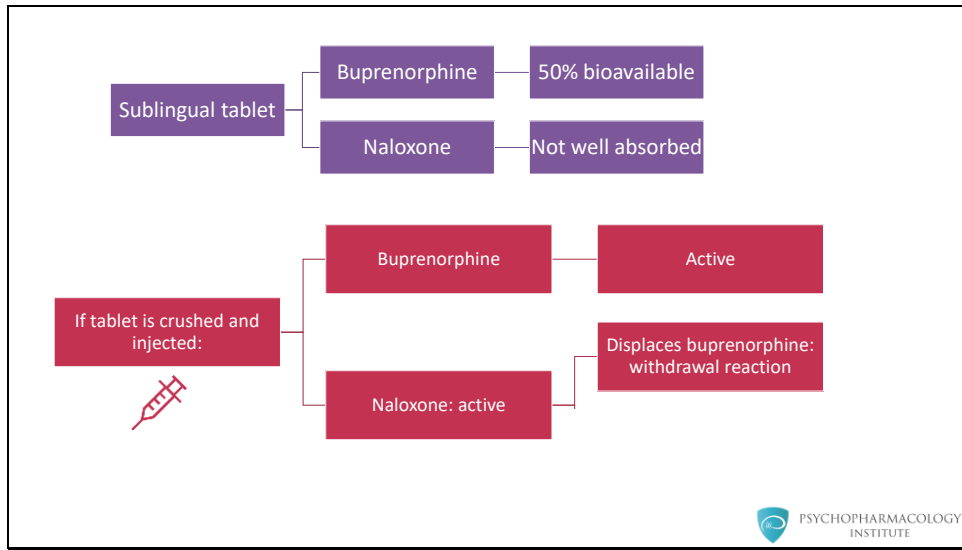 Buprenorphine
50% bioavailable
Sublingual tablet
Naloxone
Not well absorbed
Buprenorphine
Active
If tablet is crushed and
injected:
Displaces buprenorphine:
withdrawal reaction
Naloxone: active
PSYCHOPHARMACOLOGY
INSTITUTE